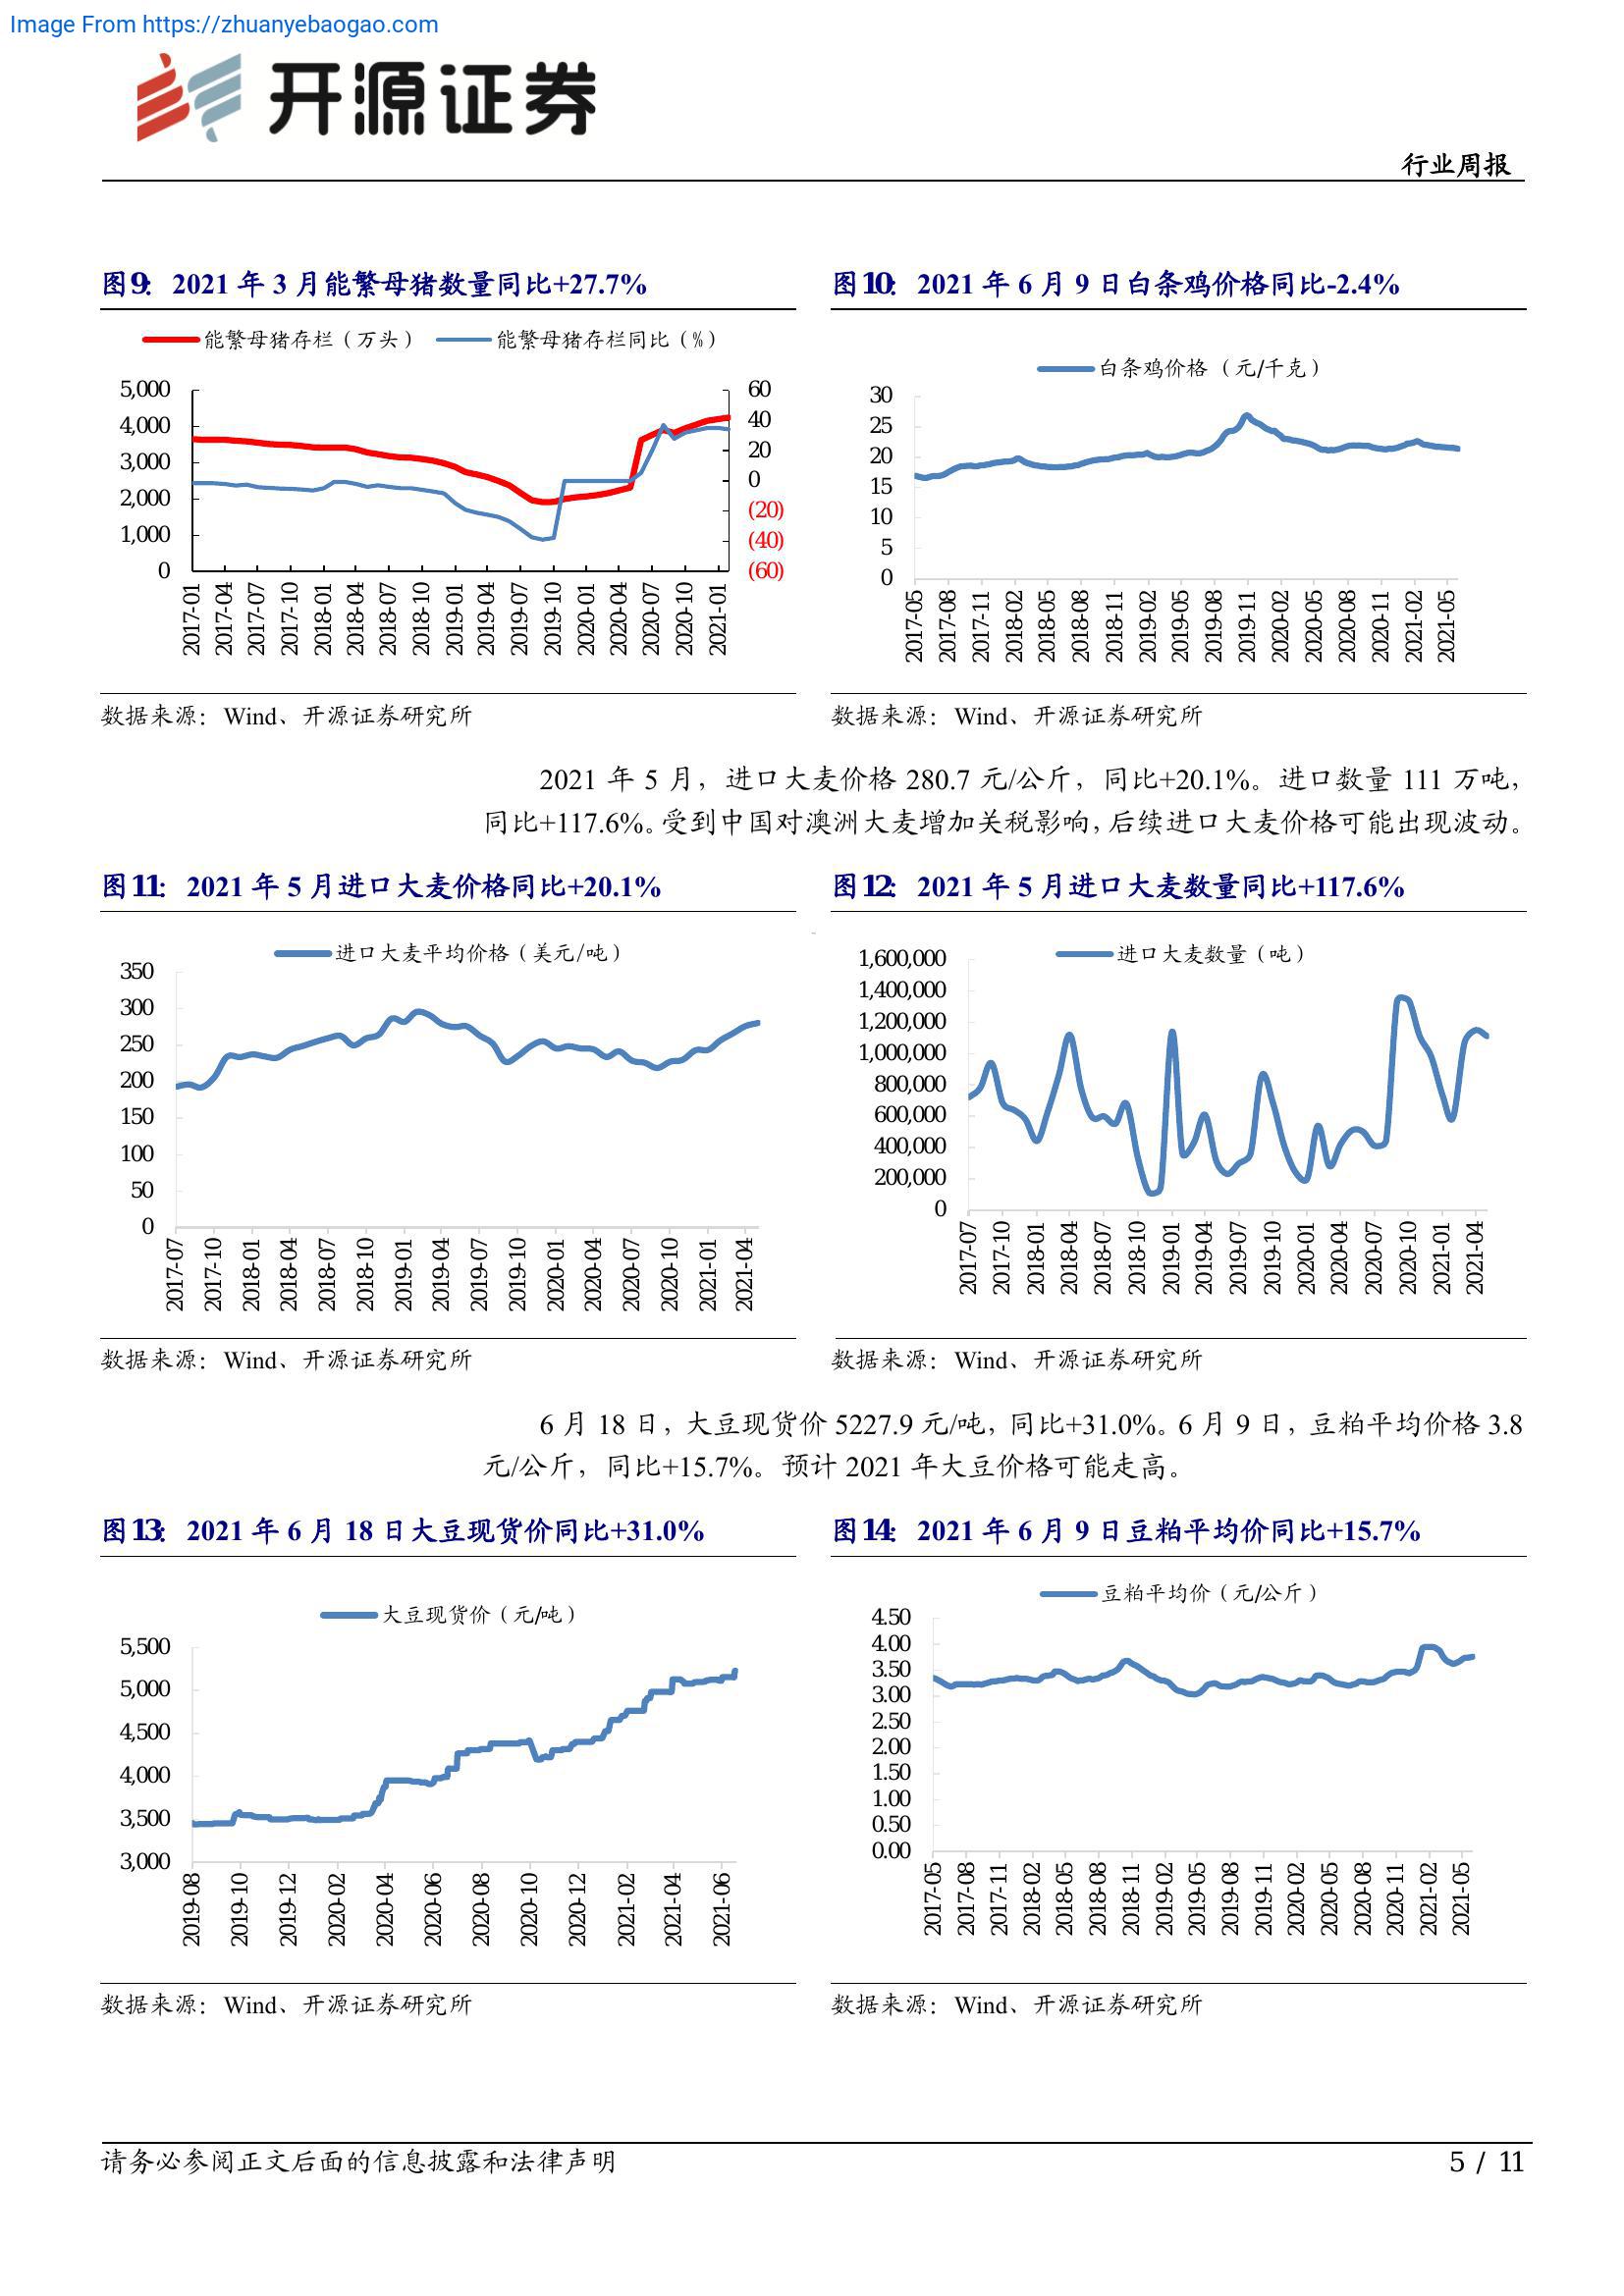 Image From https://zhuanyebaogao.com
开源证券
行业周报
图9: 2021 年 3 月能繁母猪数量同比+27.7%
能繁母猪存栏（万头） 能繁母猪存栏同比（%）
5,000
4,000
3,000
2,000
1,000
0
60
40
20
0
(20)
(40)
(60)
2017-01 2017-04 2017-07 2017-10 2018-01 2018-04 2018-07 2018-10 2019-01 2019-04 2019-07 2019-10 2020-01 2020-04 2020-07 2020-10 2021-01
数据来源：Wind、开源证券研究所
图10: 2021 年 6 月 9 日白条鸡价格同比-2.4%
白条鸡价格（元/千克）
30
25
20
15
10
5
0
2017-05 2017-08 2017-11 2018-02 2018-05 2018-08 2018-11 2019-02 2019-05 2019-08 2019-11 2020-02 2020-05 2020-08 2020-11 2021-02 2021-05
数据来源：Wind、开源证券研究所
2021 年 5 月，进口大麦价格 280.7 元/公斤，同比+20.1%。进口数量 111 万吨，
同比+117.6%。受到中国对澳洲大麦增加关税影响，后续进口大麦价格可能出现波动。
图11: 2021 年 5 月进口大麦价格同比+20.1%
进口大麦平均价格（美元/吨）
350
300
250
200
150
100
50
0
2017-07 2017-10 2018-01 2018-04 2018-07 2018-10 2019-01 2019-04 2019-07 2019-10 2020-01 2020-04 2020-07 2020-10 2021-01 2021-04
数据来源：Wind、开源证券研究所
图12: 2021 年 5 月进口大麦数量同比+117.6%
进口大麦数量（吨）
1,600,000
1,400,000
1,200,000
1,000,000
800,000
600,000
400,000
200,000
0
2017-07 2017-10 2018-01 2018-04 2018-07 2018-10 2019-01 2019-04 2019-07 2019-10 2020-01 2020-04 2020-07 2020-10 2021-01 2021-04
数据来源：Wind、开源证券研究所
6 月 18 日，大豆现货价 5227.9 元/吨，同比+31.0%。6 月 9 日，豆粕平均价格 3.8
元/公斤，同比+15.7%。预计 2021 年大豆价格可能走高。
图13: 2021 年 6 月 18 日大豆现货价同比+31.0%
大豆现货价（元/吨）
5,500
5,000
4,500
4,000
3,500
3,000
2019-08 2019-10 2019-12 2020-02 2020-04 2020-06 2020-08 2020-10 2020-12 2021-02 2021-04 2021-06
数据来源：Wind、开源证券研究所
图14: 2021 年 6 月 9 日豆粕平均价同比+15.7%
豆粕平均价（元/公斤）
4.50
4.00
3.50
3.00
2.50
2.00
1.50
1.00
0.50
0.00
2017-05 2017-08 2017-11 2018-02 2018-05 2018-08 2018-11 2019-02 2019-05 2019-08 2019-11 2020-02 2020-05 2020-08 2020-11 2021-02 2021-05
数据来源：Wind、开源证券研究所
请务必参阅正文后面的信息披露和法律声明
5 / 11